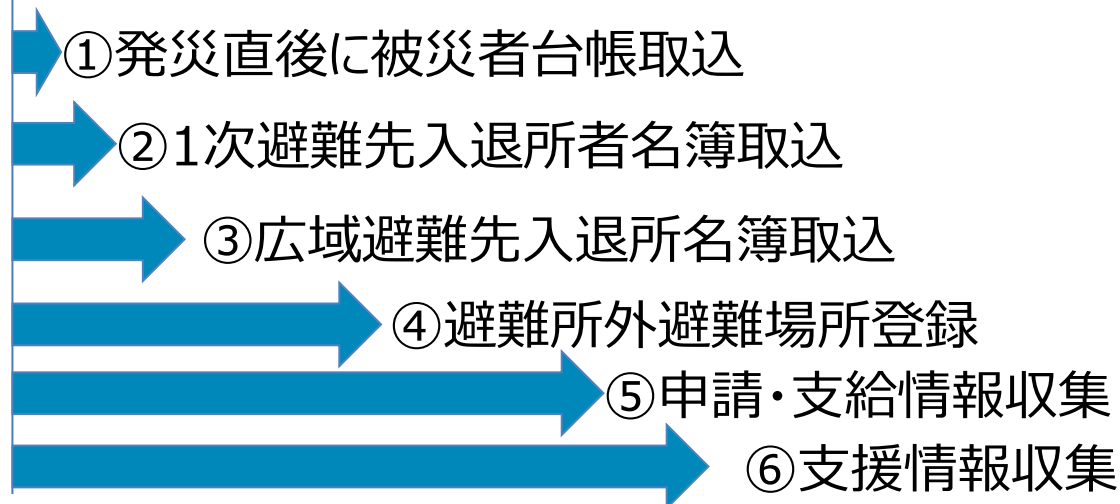 ①発災直後に被災者台帳取込
②1次避難先入退所者名簿取込
③広域避難先入退所名簿取込
④避難所外避難場所登録
⑤申請・支給情報収集
⑥支援情報収集